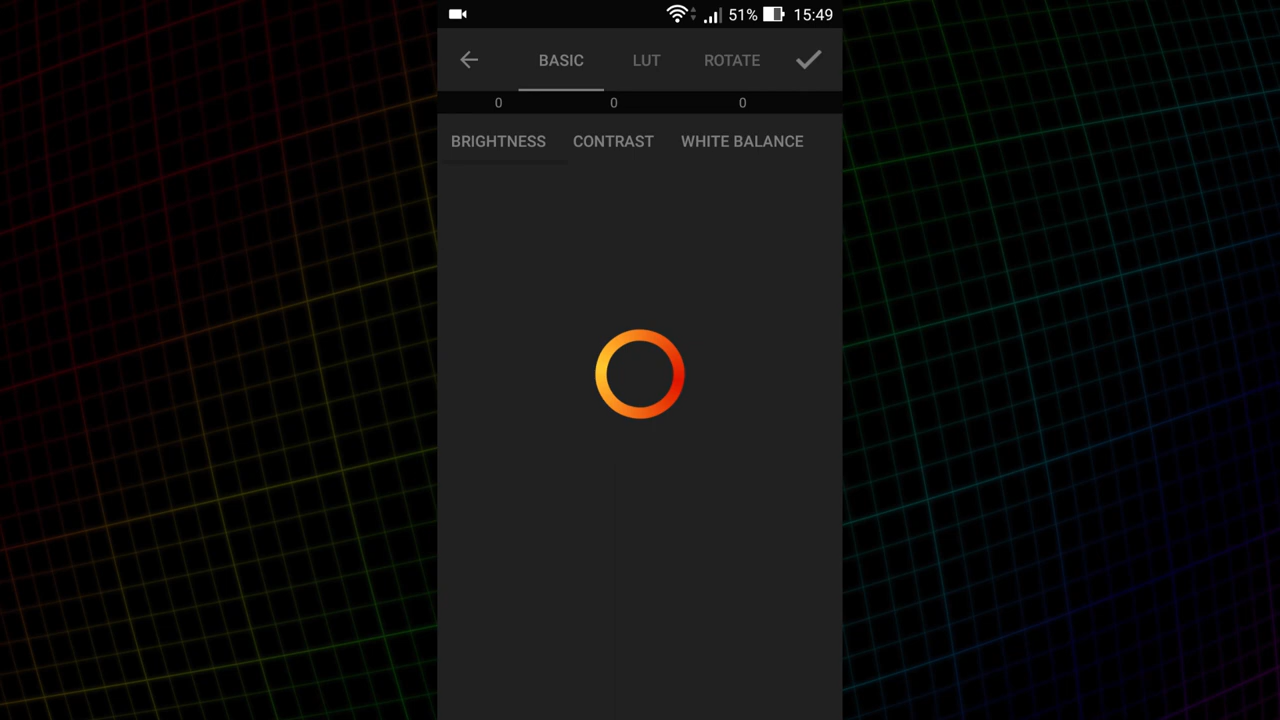 51% 15:49
BASIC LUT ROTATE
0 0 0
BRIGHTNESS CONTRAST WHITE BALANCE